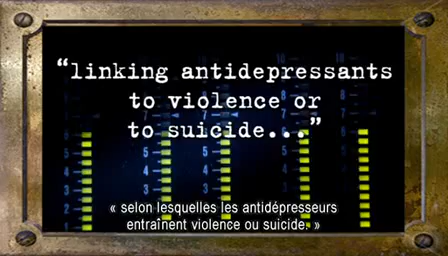 “linking antidepressants
to violence or
to suicide...”
« selon lesquelles les antidépresseurs
entraînent violence ou suicide. »